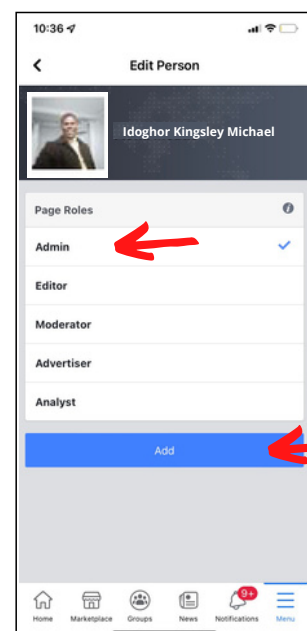 10:36
Edit Person
Idoghor Kingsley Michael
Page Roles
Admin
Editor
Moderator
Advertiser
Analyst
Add
9+
Home Marketplace Groups News Notifications Menu